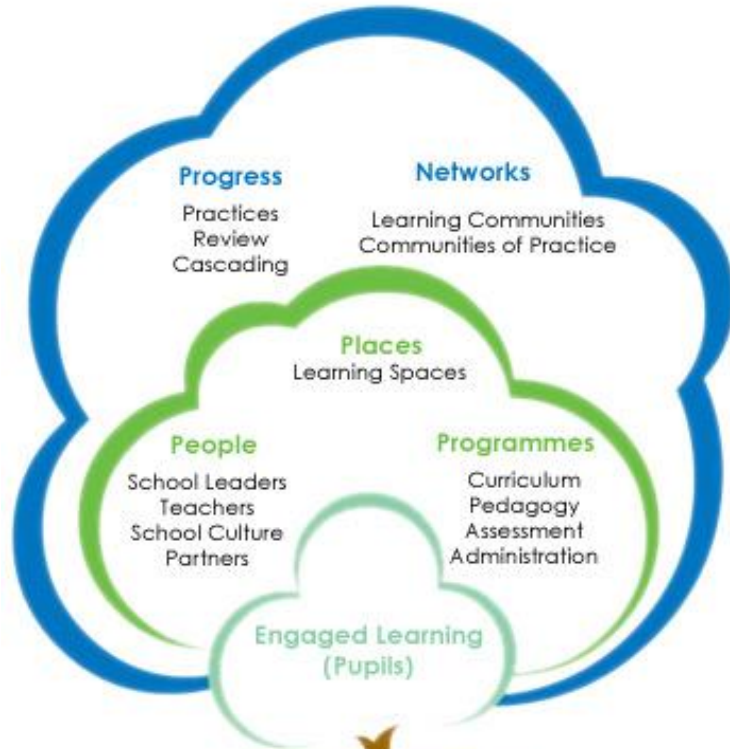 Progress
Practices
Review
Cascading
Networks
Learning Communities
Communities of Practice
Places
Learning Spaces
People
School Leaders
Teachers
School Culture
Partners
Programmes
Curriculum
Pedagogy
Assessment
Administration
Engaged Learning
(Pupils)